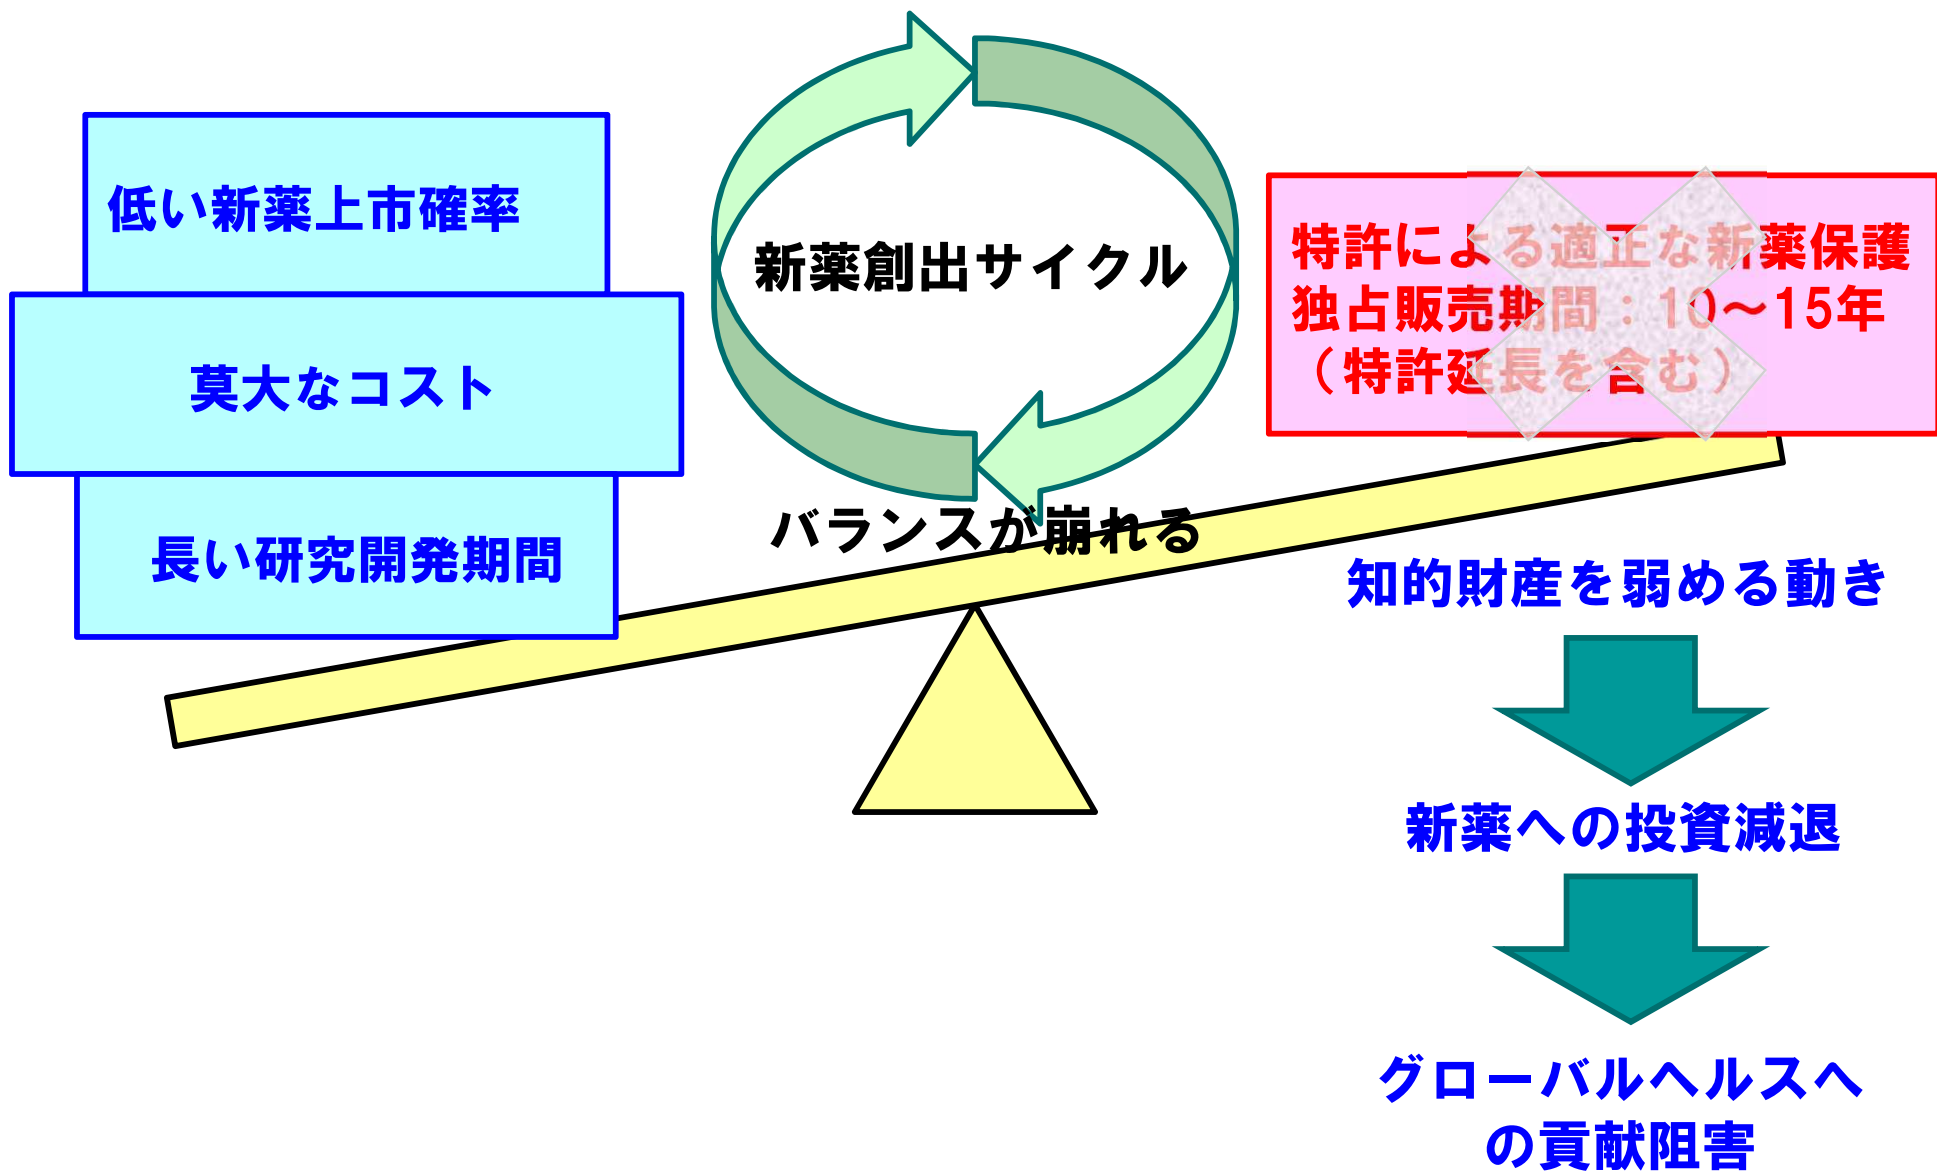 低い新薬上市確率
莫大なコスト
長い研究開発期間
新薬創出サイクル
バランスが崩れる
特許による適正な新薬保護
独占販売期間：10～15年
（特許延長を含む）
知的財産を弱める動き
新薬への投資減退
グローバルヘルスへ
の貢献阻害